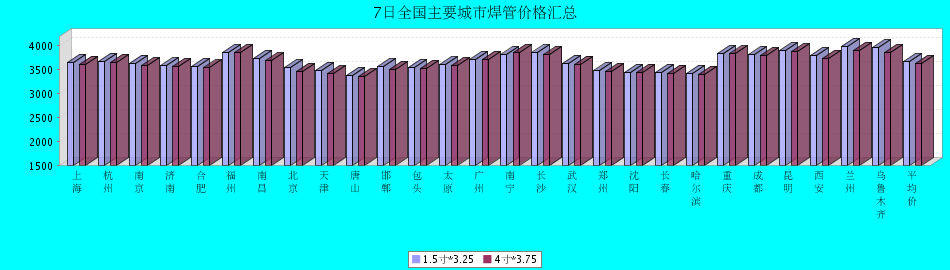 7日全国主要城市焊管价格汇总
4000
3500
3000
2500
2000
1500
上海
杭州
南京
济南
合肥
福州
南昌
北京
天津
唐山
邯郸
包头
太原
广州
南宁
长沙
武汉
郑州
沈阳
长春
哈尔滨
重庆
成都
昆明
西安
兰州
乌鲁木齐
平均价
1.5寸*3.25 4寸*3.75